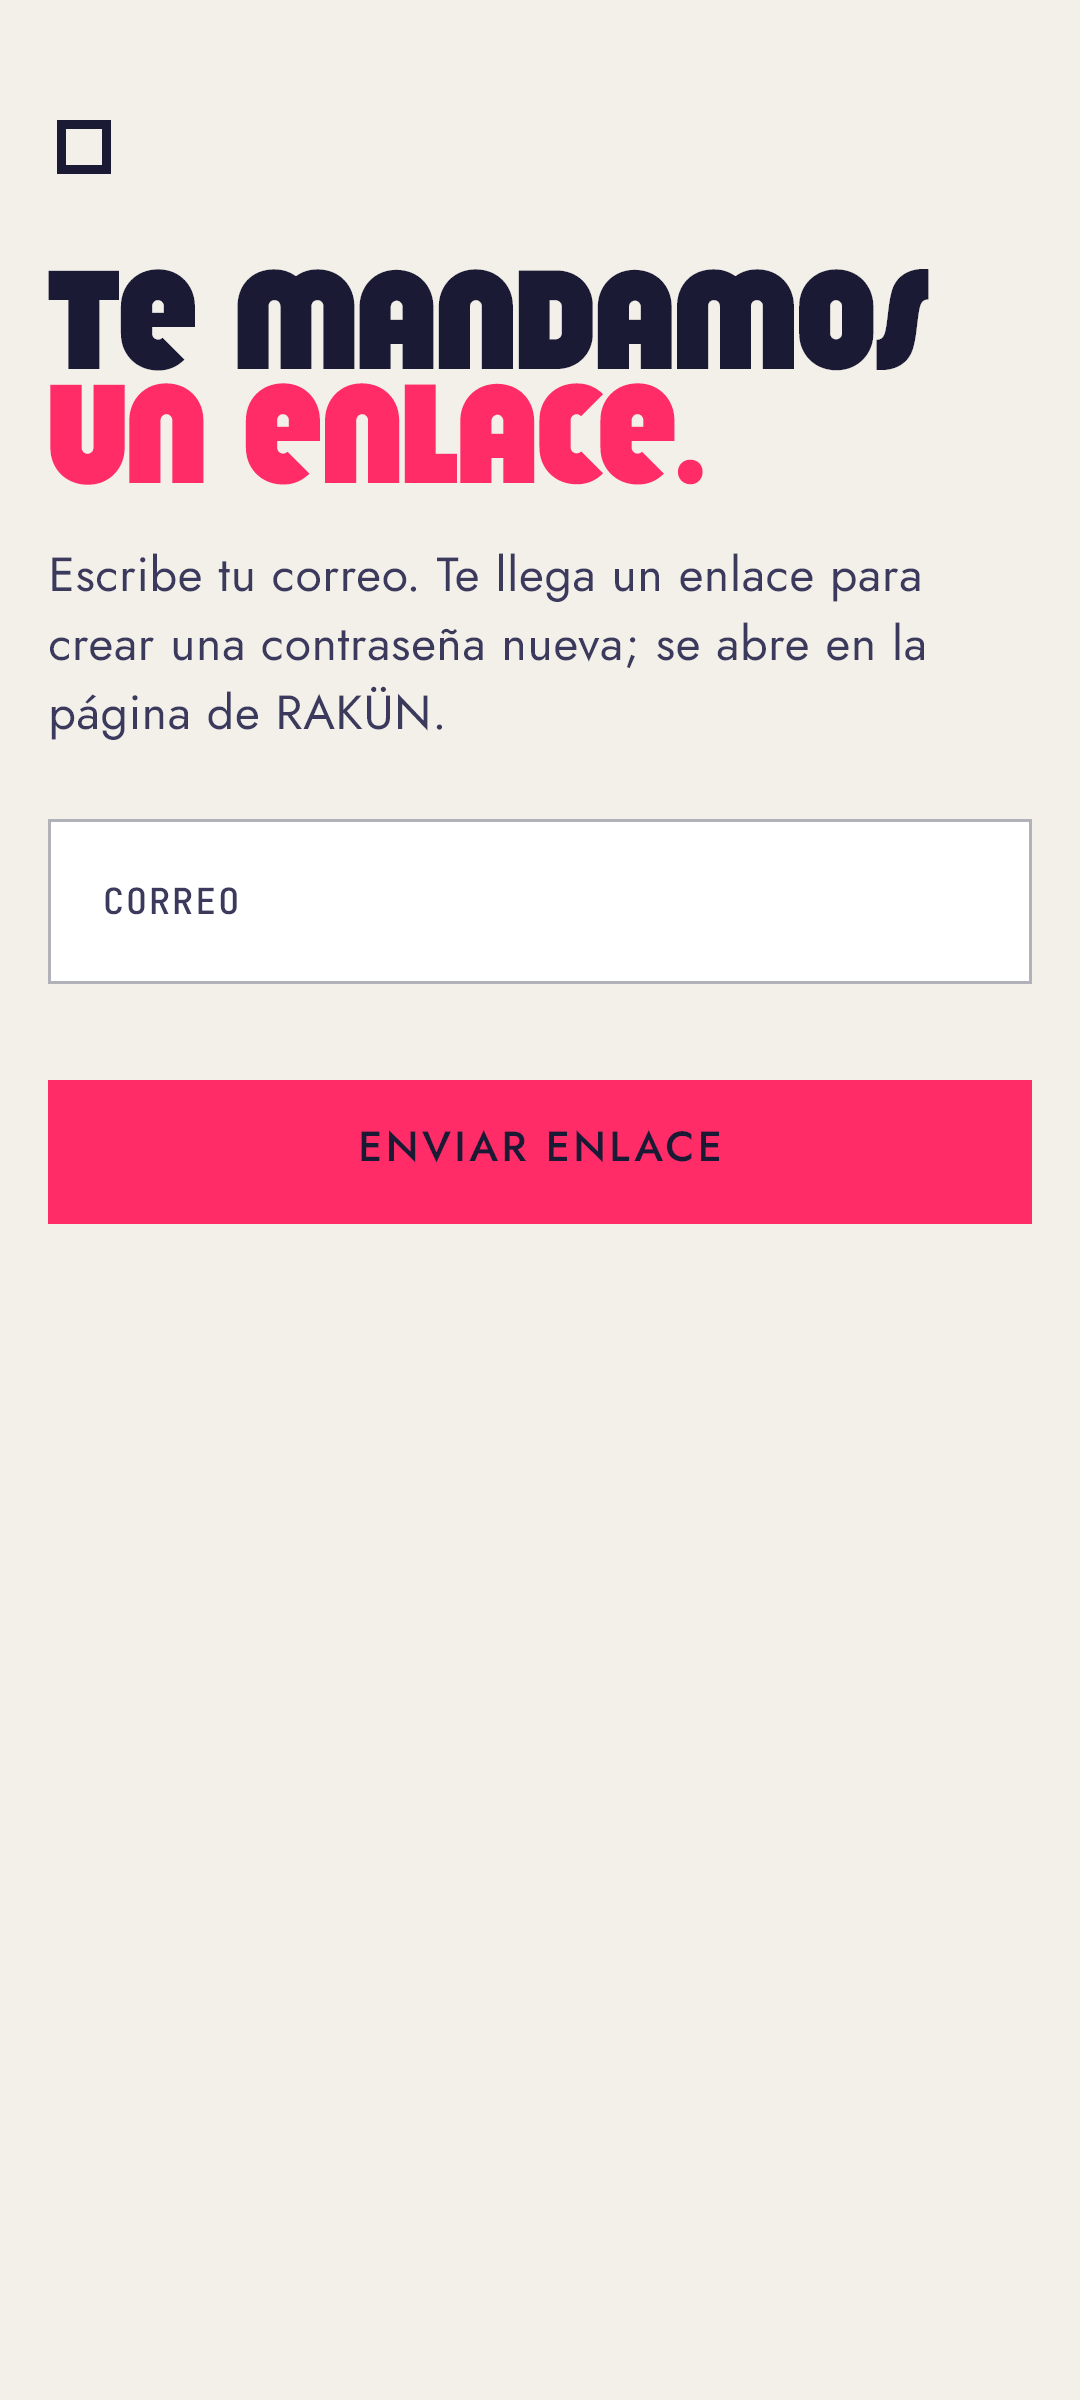 Te mandamos
un enlace.
Escribe tu correo. Te llega un enlace para
crear una contraseña nueva; se abre en la
página de RAKÜN.
CORREO
ENVIAR ENLACE